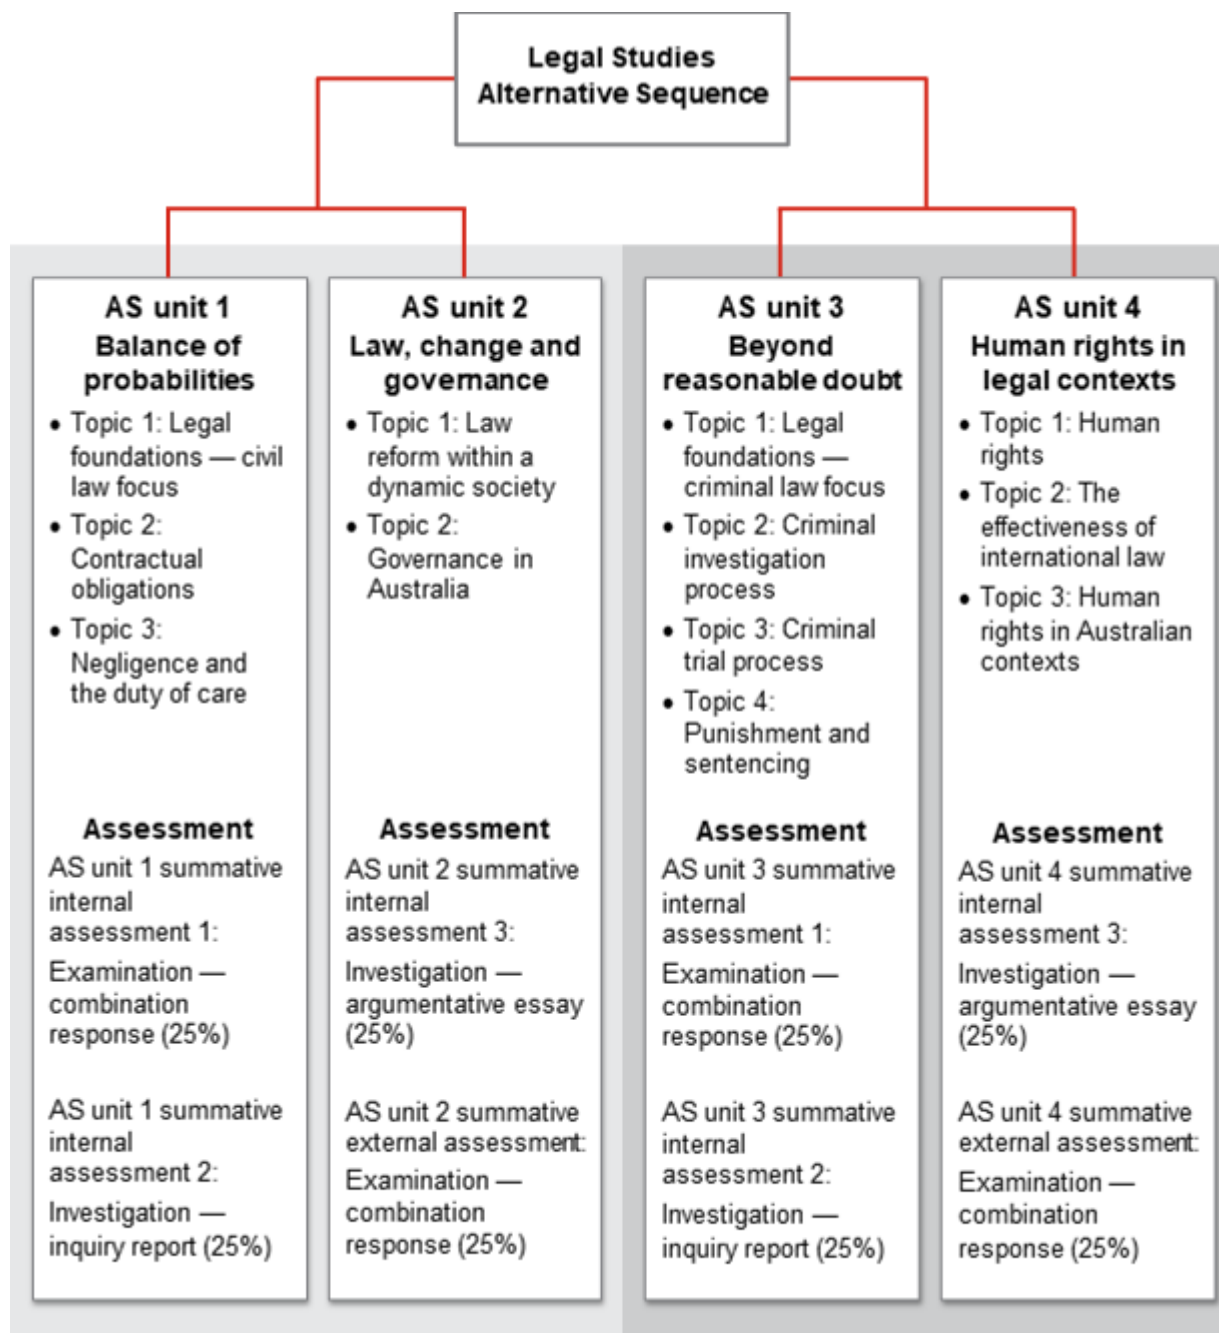 Legal Studies
Alternative Sequence
AS unit 1
Balance of
probabilities
• Topic 1: Legal
foundations — civil
law focus
• Topic 2:
Contractual
obligations
• Topic 3:
Negligence and
the duty of care
Assessment
AS unit 1 summative
internal
assessment 1:
Examination —
combination
response (25%)
AS unit 1 summative
internal
assessment 2:
Investigation —
inquiry report (25%)
AS unit 2
Law, change and
governance
• Topic 1: Law
reform within a
dynamic society
• Topic 2:
Governance in
Australia
Assessment
AS unit 2 summative
internal
assessment 3:
Investigation —
argumentative essay
(25%)
AS unit 2 summative
external assessment:
Examination —
combination
response (25%)
AS unit 3
Beyond
reasonable doubt
• Topic 1: Legal
foundations —
criminal law focus
• Topic 2: Criminal
investigation
process
• Topic 3: Criminal
trial process
• Topic 4:
Punishment and
sentencing
Assessment
AS unit 3 summative
internal
assessment 1:
Examination —
combination
response (25%)
AS unit 3 summative
internal
assessment 2:
Investigation —
inquiry report (25%)
AS unit 4
Human rights in
legal contexts
• Topic 1: Human
rights
• Topic 2: The
effectiveness of
international law
• Topic 3: Human
rights in Australian
contexts
Assessment
AS unit 4 summative
internal
assessment 3:
Investigation —
argumentative essay
(25%)
AS unit 4 summative
external assessment:
Examination —
combination
response (25%)